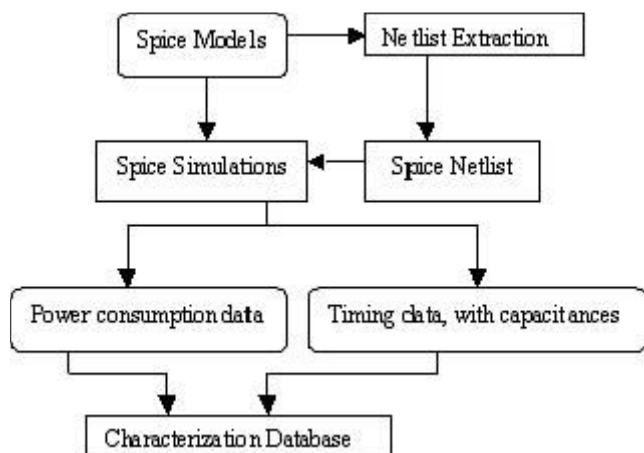 Spice Models
Netlist Extraction
Spice Simulations
Spice Netlist
Power consumption data
Timing data, with capacitances
Characterization Database